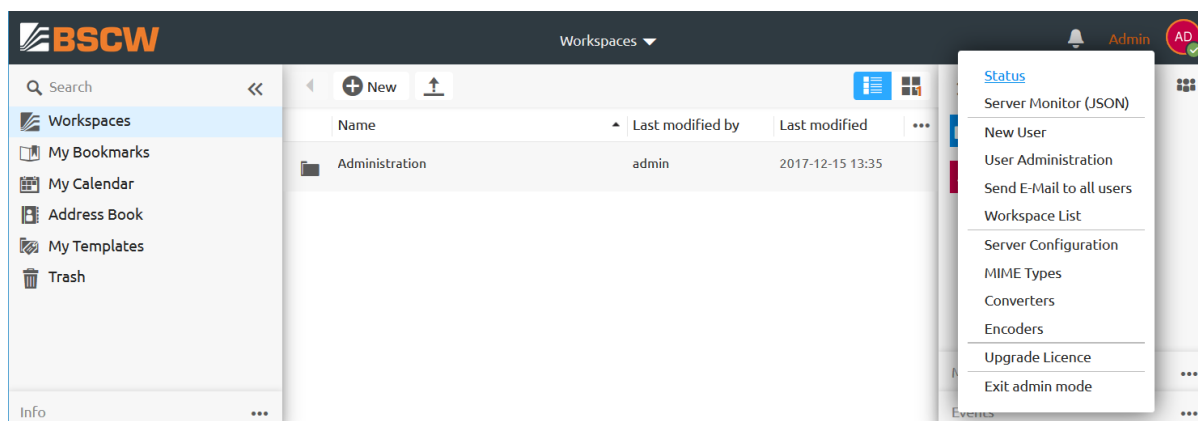 BSCW
Workspaces
Admin
AD
Search
New
1
Workspaces
My Bookmarks
My Calendar
Address Book
My Templates
Trash
Info
Name
Last modified by
Last modified
Administration
admin
2017-12-15 13:35
Status
Server Monitor (JSON)
New User
User Administration
Send E-Mail to all users
Workspace List
Server Configuration
MIME Types
Converters
Encoders
Upgrade Licence
Exit admin mode
Events